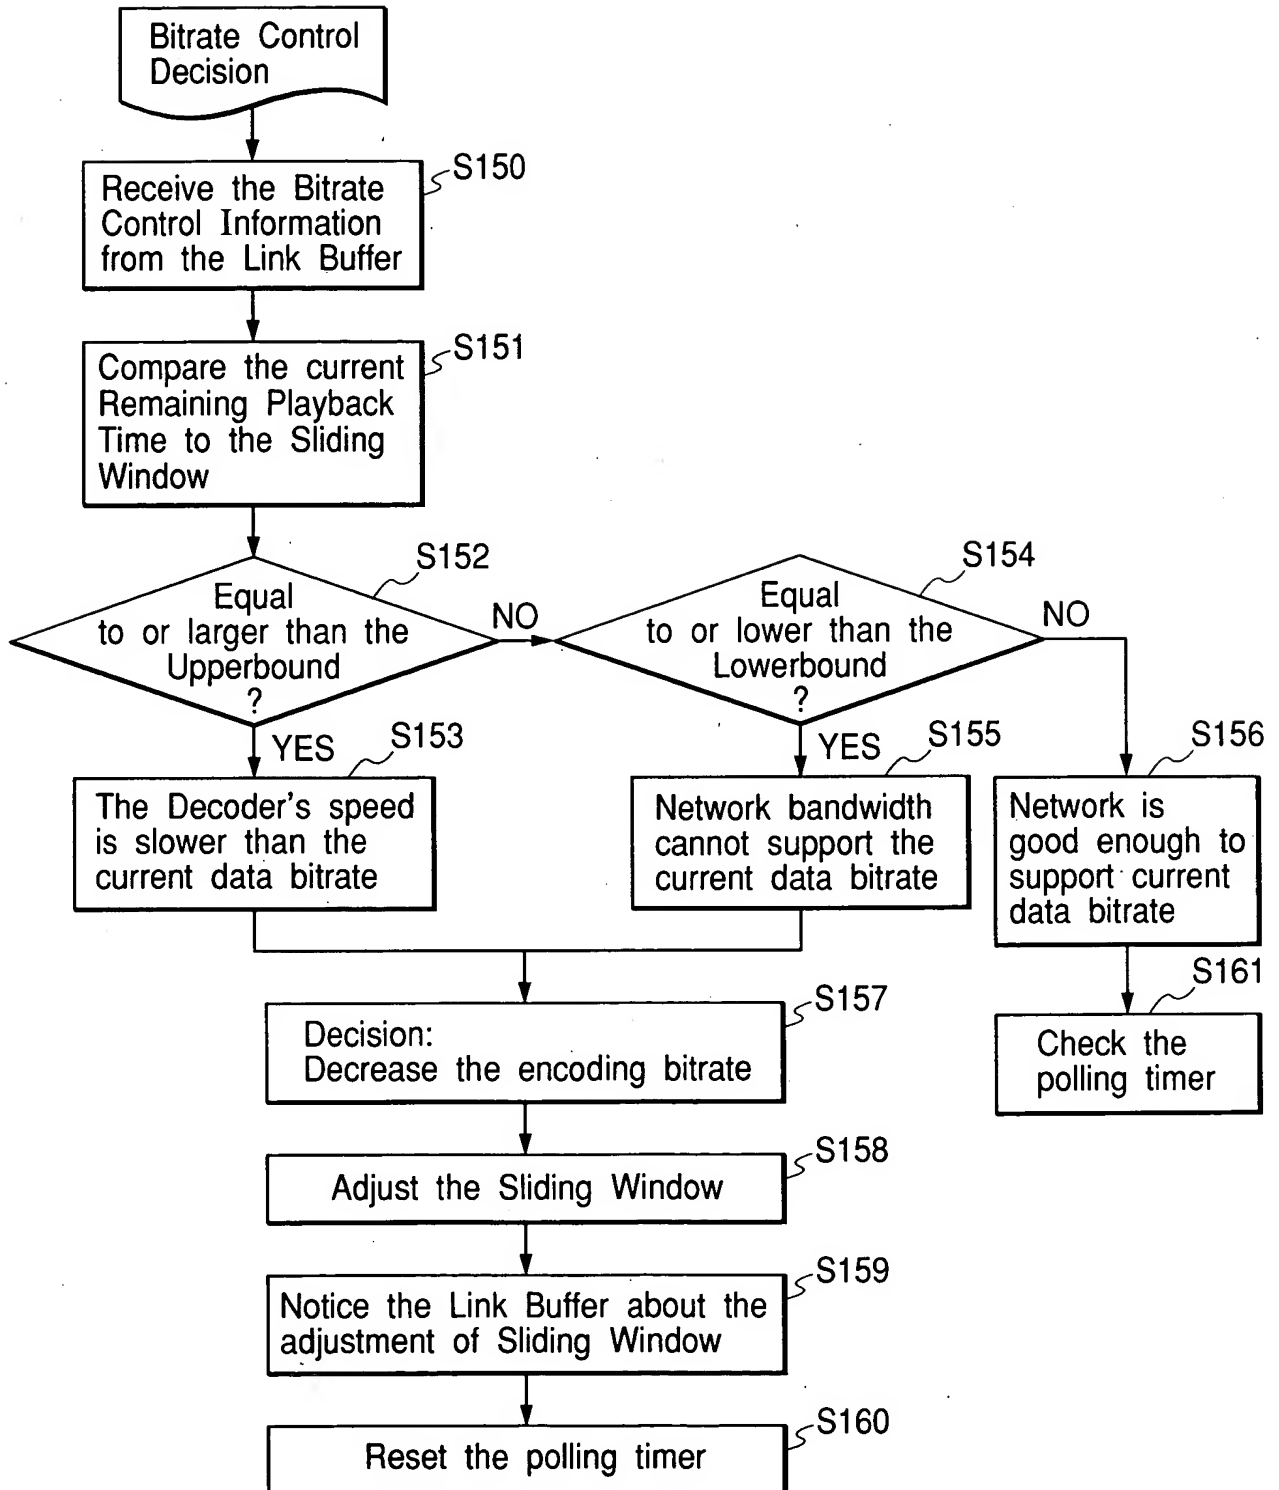 Bitrate Control
Decision
S150
Receive the Bitrate
Control Information
from the Link Buffer
S151
Compare the current
Remaining Playback
Time to the Sliding
Window
S152
Equal
to or larger than the
Upperbound
?
NO
YES
S154
Equal
to or lower than the
Lowerbound
?
NO
YES
S153
The Decoder's speed
is slower than the
current data bitrate
S155
Network bandwidth
cannot support the
current data bitrate
S156
Network is
good enough to
support current
data bitrate
S161
Check the
polling timer
S157
Decision:
Decrease the encoding bitrate
S158
Adjust the Sliding Window
S159
Notice the Link Buffer about the
adjustment of Sliding Window
S160
Reset the polling timer